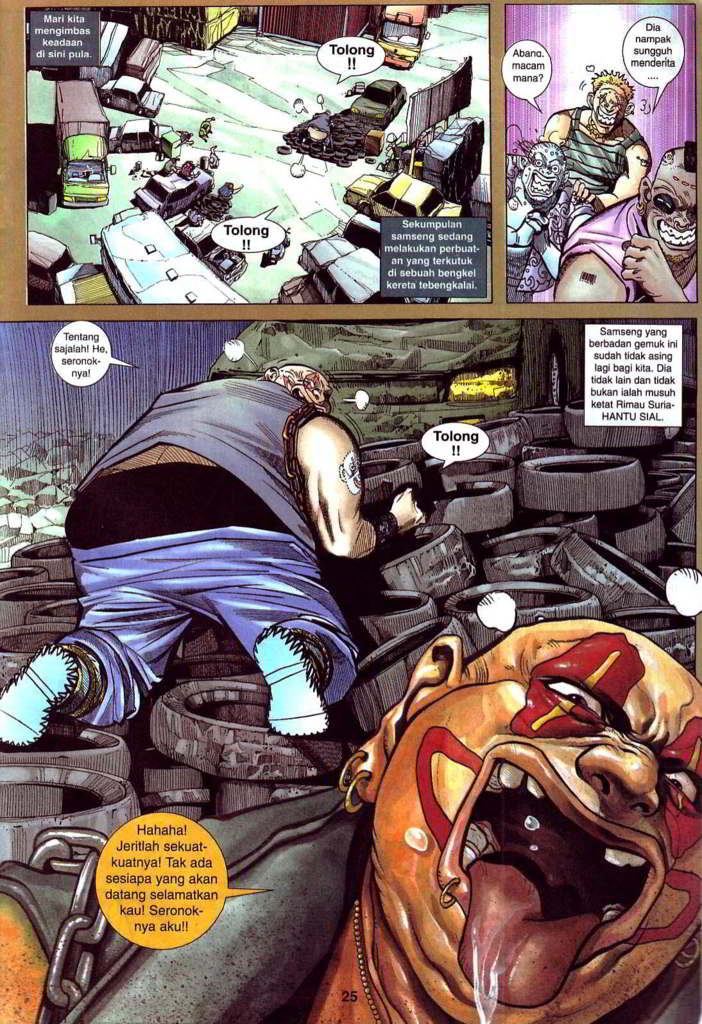 Mari kita
mengimbas
keadaan
di sini pula.
Tolong
!!
Tolong
!!
Sekumpulan
samseng sedang
melakukan perbuat-
an yang terkutuk
di sebuah bengkel
kereta tebengkalai.
Abang,
macam
mana?
Dia
nampak
sungguh
menderita
....
Tentang
sajalah! He,
seronok-
nya!
Samseng yang
berbadan gemuk ini
sudah tidak asing
lagi bagi kita. Dia
tidak lain dan tidak
bukan ialah musuh
ketat Rimau Suria-
HANTU SIAL.
Tolong
!!
Hahaha!
Jeritlah sekuat-
kuatnya! Tak ada
sesiapa yang akan
datang selamatkan
kau! Seronok-
nya aku!!
25